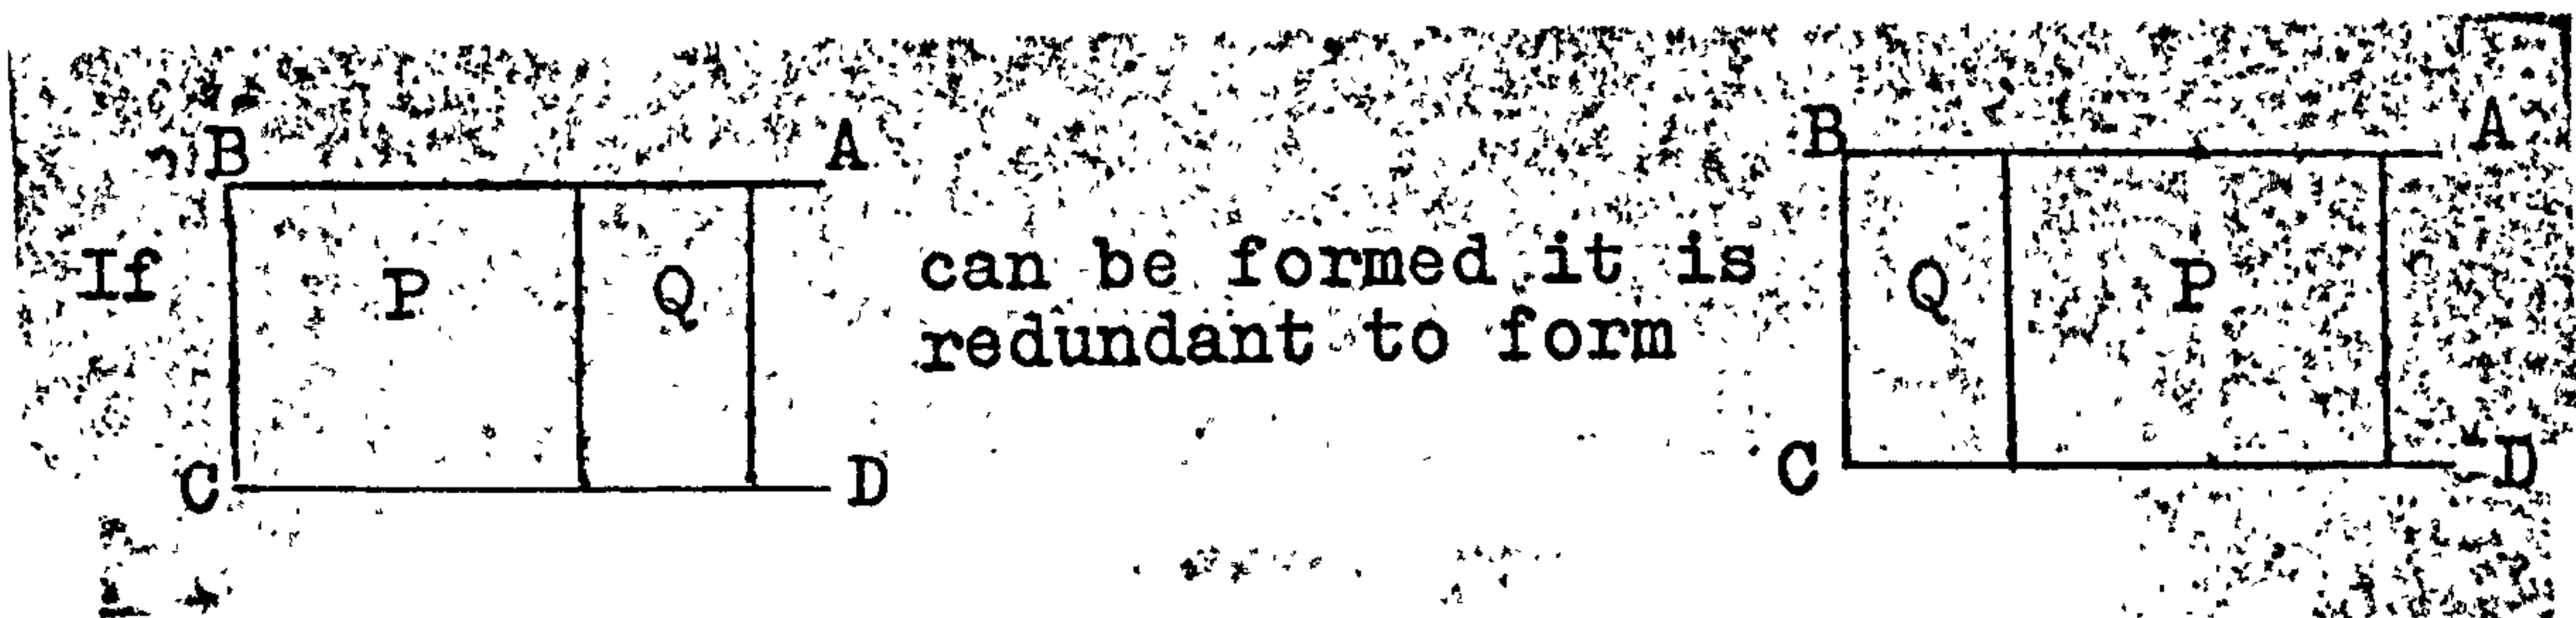 B A B A
If P Q can be formed it is Q P
redundant to form
C D C D